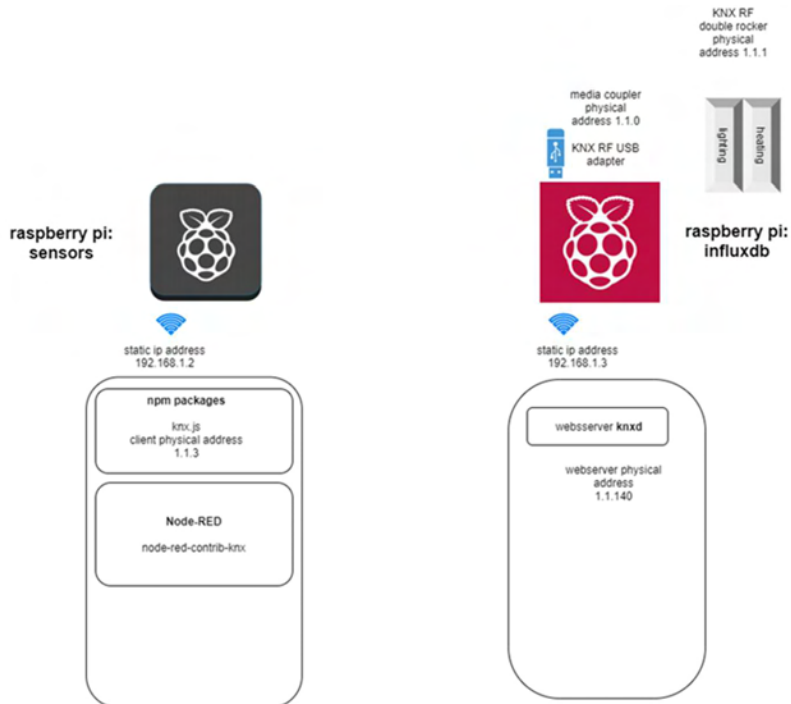 KNX RF
double rocker
physical
address 1.1.1
media coupler
physical
address 1.1.0
KNX RF USB
adapter
lighting
heating
raspberry pi:
sensors
raspberry pi:
influxdb
static ip address
192.168.1.2
static ip address
192.168.1.3
npm packages
knx.js
client physical address
1.1.3
Node-RED
node-red-contrib-knx
websserver knxd
webserver physical
address
1.1.140